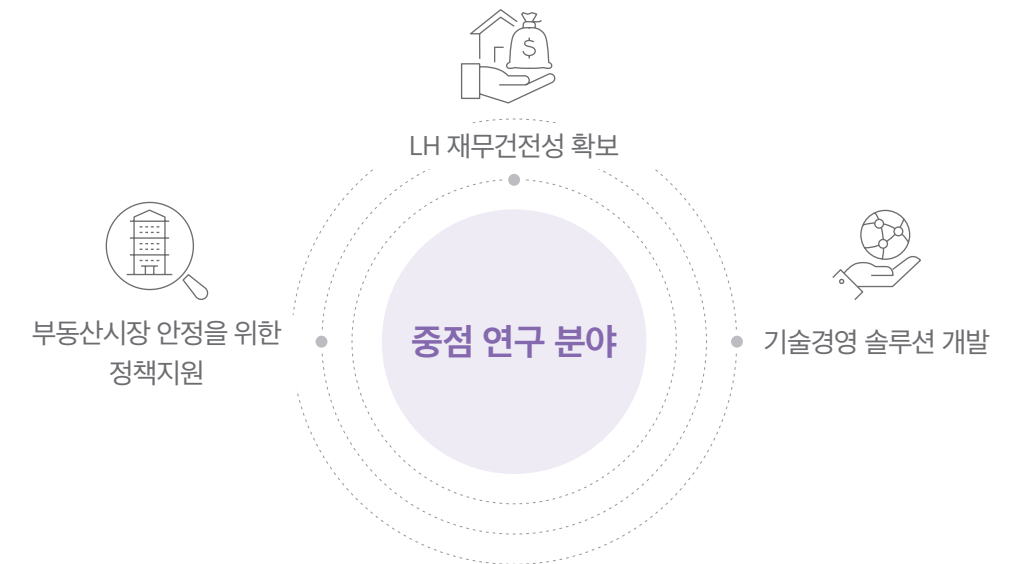 LH 재무건전성 확보
부동산시장 안정을 위한
정책지원
중점 연구 분야
기술경영 솔루션 개발